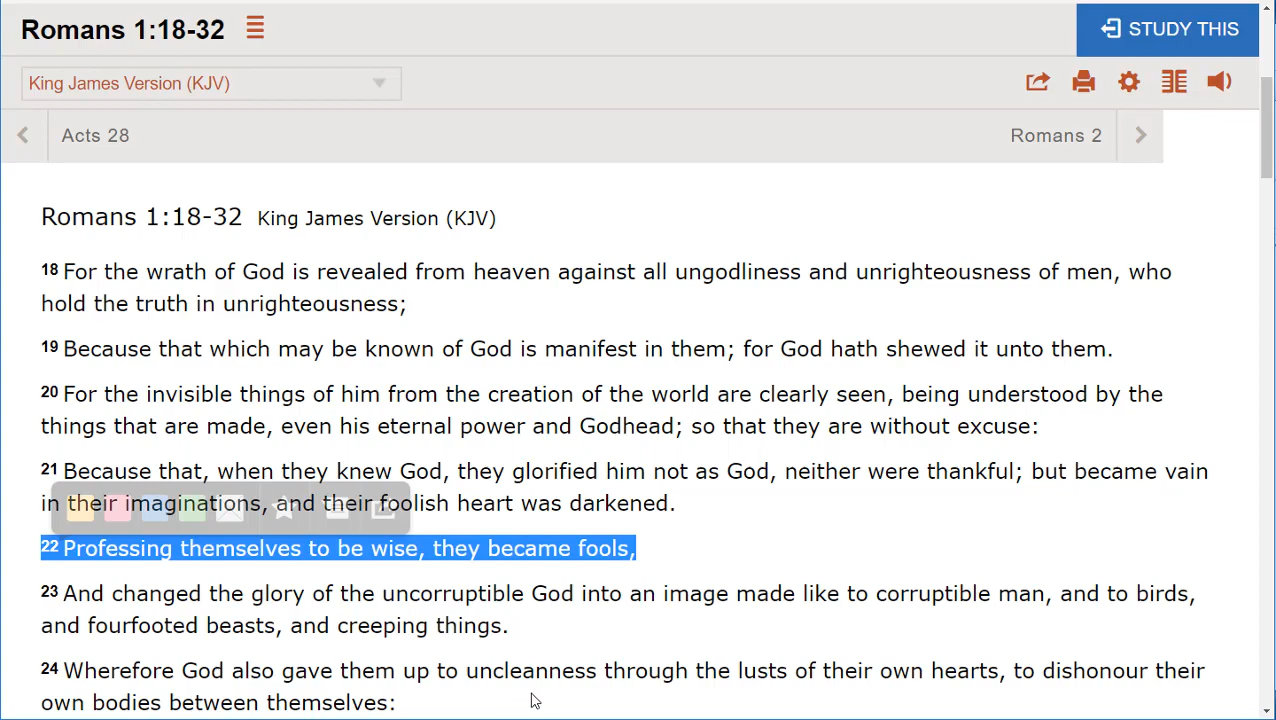 Romans 1:18-32
STUDY THIS
King James Version (KJV)
Acts 28
Romans 2
Romans 1:18-32 King James Version (KJV)
18 For the wrath of God is revealed from heaven against all ungodliness and unrighteousness of men, who
hold the truth in unrighteousness;
19 Because that which may be known of God is manifest in them; for God hath shewed it unto them.
20 For the invisible things of him from the creation of the world are clearly seen, being understood by the
things that are made, even his eternal power and Godhead; so that they are without excuse:
21 Because that, when they knew God, they glorified him not as God, neither were thankful; but became vain
in their imaginations, and their foolish heart was darkened.
22 Professing themselves to be wise, they became fools,
23 And changed the glory of the uncorruptible God into an image made like to corruptible man, and to birds,
and fourfooted beasts, and creeping things.
24 Wherefore God also gave them up to uncleanness through the lusts of their own hearts, to dishonour their
own bodies between themselves: